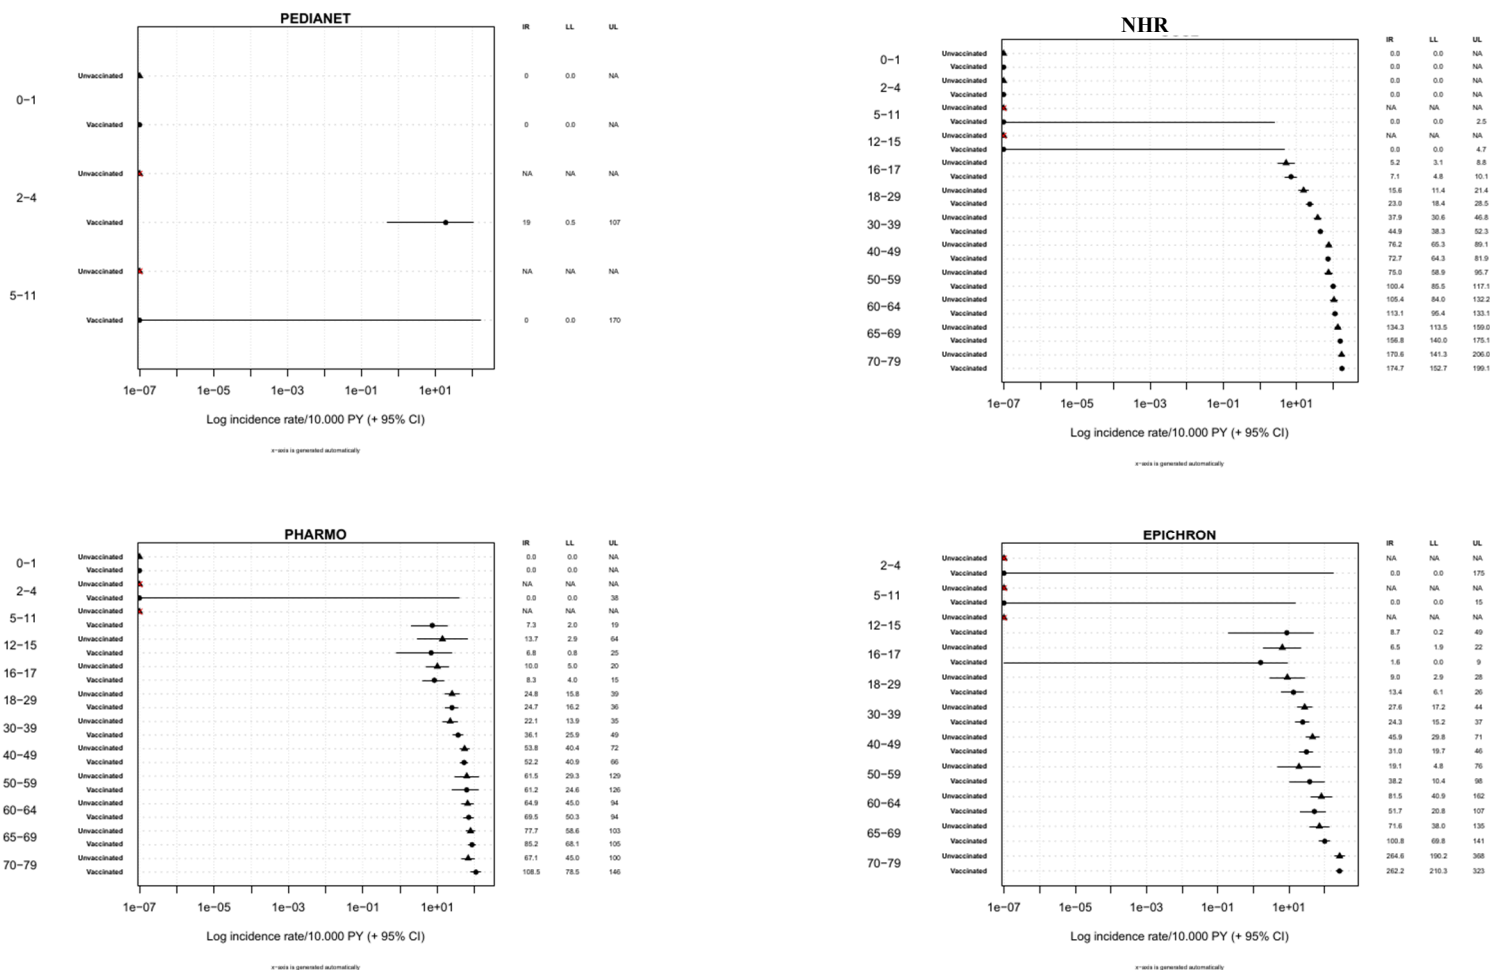 PEDIANET
IR LL UL
Unvaccinated 0 0.0 NA
0−1
Vaccinated 0 0.0 NA
Unvaccinated NA NA NA
2−4
Vaccinated 19 0.5 107
Unvaccinated NA NA NA
5−11
Vaccinated 0 0.0 170
1e−07 1e−05 1e−03 1e−01 1e+01
Log incidence rate/10.000 PY (+ 95% CI)
x−axis is generated automatically
NHR
IR LL UL
Unvaccinated 0.0 0.0 NA
0−1
Vaccinated 0.0 0.0 NA
Unvaccinated 0.0 0.0 NA
2−4
Vaccinated 0.0 0.0 NA
Unvaccinated NA NA NA
5−11
Vaccinated 0.0 0.0 2.5
Unvaccinated NA NA NA
12−15
Vaccinated 0.0 0.0 4.7
Unvaccinated 5.2 3.1 8.8
16−17
Vaccinated 7.1 4.8 10.1
Unvaccinated 15.6 11.4 21.4
18−29
Vaccinated 23.0 18.4 28.5
Unvaccinated 37.9 30.6 46.8
30−39
Vaccinated 44.9 38.3 52.3
Unvaccinated 76.2 65.3 89.1
40−49
Vaccinated 72.7 64.3 81.9
Unvaccinated 75.0 58.9 95.7
50−59
Vaccinated 100.4 85.5 117.1
Unvaccinated 105.4 84.0 132.2
60−64
Vaccinated 113.1 95.4 133.1
Unvaccinated 134.3 113.5 159.0
65−69
Vaccinated 156.8 140.0 175.1
Unvaccinated 170.6 141.3 206.0
70−79
Vaccinated 174.7 152.7 199.1
1e−07 1e−05 1e−03 1e−01 1e+01
Log incidence rate/10.000 PY (+ 95% CI)
x−axis is generated automatically
PHARMO
IR LL UL
Unvaccinated 0.0 0.0 NA
0−1
Vaccinated 0.0 0.0 NA
Unvaccinated NA NA NA
2−4
Vaccinated 0.0 0.0 38
Unvaccinated NA NA NA
5−11
Vaccinated 7.3 2.0 19
Unvaccinated 13.7 2.9 64
12−15
Vaccinated 6.8 0.8 25
Unvaccinated 10.0 5.0 20
16−17
Vaccinated 8.3 4.0 15
Unvaccinated 24.8 15.8 39
18−29
Vaccinated 24.7 16.2 36
Unvaccinated 22.1 13.9 35
30−39
Vaccinated 36.1 25.9 49
Unvaccinated 53.8 40.4 72
40−49
Vaccinated 52.2 40.9 66
Unvaccinated 61.5 29.3 129
50−59
Vaccinated 61.2 24.6 126
Unvaccinated 64.9 45.0 94
60−64
Vaccinated 69.5 50.3 94
Unvaccinated 77.7 58.6 103
65−69
Vaccinated 85.2 68.1 105
Unvaccinated 67.1 45.0 100
70−79
Vaccinated 108.5 78.5 146
1e−07 1e−05 1e−03 1e−01 1e+01
Log incidence rate/10.000 PY (+ 95% CI)
x−axis is generated automatically
EPICHRON
IR LL UL
Unvaccinated NA NA NA
2−4
Vaccinated 0.0 0.0 175
Unvaccinated NA NA NA
5−11
Vaccinated 0.0 0.0 15
Unvaccinated NA NA NA
12−15
Vaccinated 8.7 0.2 49
Unvaccinated 6.5 1.9 22
16−17
Vaccinated 1.6 0.0 9
Unvaccinated 9.0 2.9 28
18−29
Vaccinated 13.4 6.1 26
Unvaccinated 27.6 17.2 44
30−39
Vaccinated 24.3 15.2 37
Unvaccinated 45.9 29.8 71
40−49
Vaccinated 31.0 19.7 46
Unvaccinated 19.1 4.8 76
50−59
Vaccinated 38.2 10.4 98
Unvaccinated 81.5 40.9 162
60−64
Vaccinated 51.7 20.8 107
Unvaccinated 71.6 38.0 135
65−69
Vaccinated 100.8 69.8 141
Unvaccinated 264.6 190.2 368
70−79
Vaccinated 262.2 210.3 323
1e−07 1e−05 1e−03 1e−01 1e+01
Log incidence rate/10.000 PY (+ 95% CI)
x−axis is generated automatically